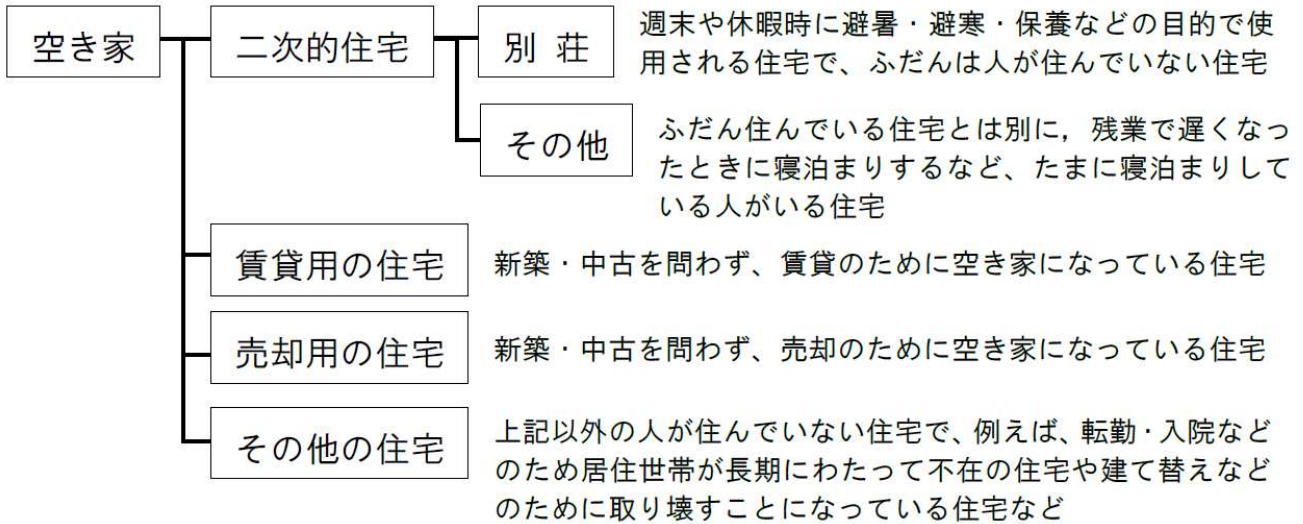 空き家
二次的住宅
別 荘
週末や休暇時に避暑・避寒・保養などの目的で使
用される住宅で、ふだんは人が住んでいない住宅
その他
ふだん住んでいる住宅とは別に，残業で遅くなっ
たときに寝泊まりするなど、たまに寝泊まりして
いる人がいる住宅
賃貸用の住宅
新築・中古を問わず、賃貸のために空き家になっている住宅
売却用の住宅
新築・中古を問わず、売却のために空き家になっている住宅
その他の住宅
上記以外の人が住んでいない住宅で、例えば、転勤・入院など
のため居住世帯が長期にわたって不在の住宅や建て替えなど
のために取り壊すことになっている住宅など